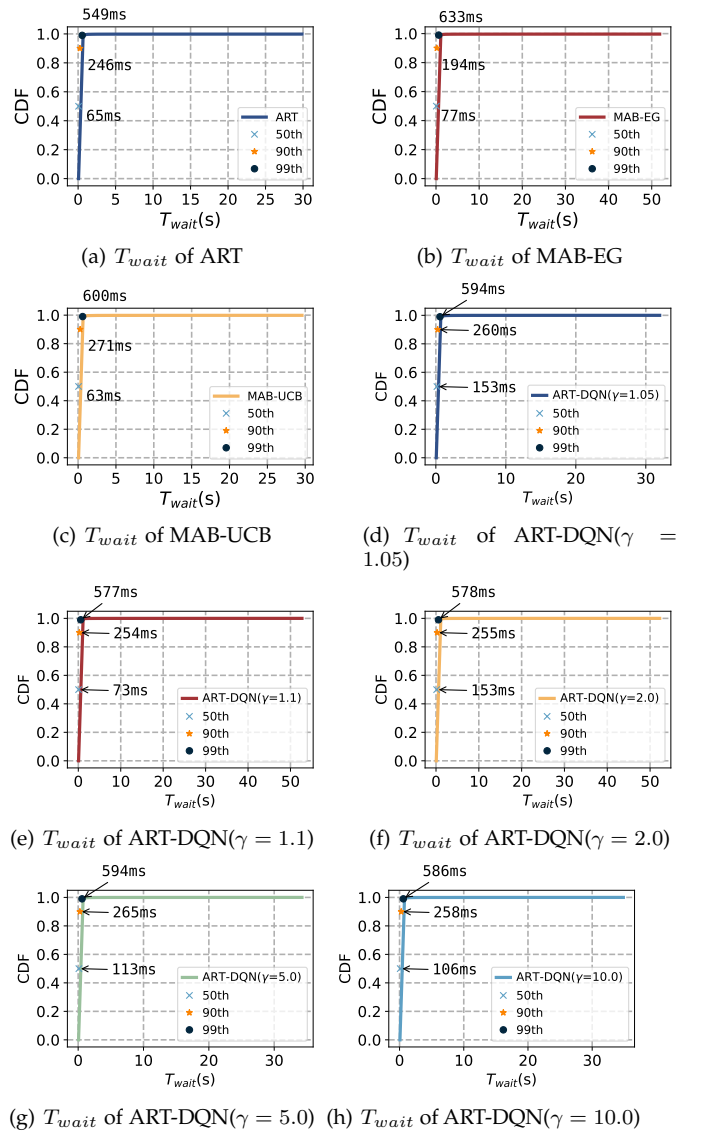 549ms
1.0
0.8
0.6
0.4
0.2
0.0
CDF
246ms
65ms
ART
50th
90th
99th
0 5 10 15 20 25 30
T_wait(s)
(a) T_wait of ART
633ms
1.0
0.8
0.6
0.4
0.2
0.0
CDF
194ms
77ms
MAB-EG
50th
90th
99th
0 10 20 30 40 50
T_wait(s)
(b) T_wait of MAB-EG
600ms
1.0
0.8
0.6
0.4
0.2
0.0
CDF
271ms
63ms
MAB-UCB
50th
90th
99th
0 5 10 15 20 25 30
T_wait(s)
(c) T_wait of MAB-UCB
594ms
1.0
0.8
0.6
0.4
0.2
0.0
CDF
260ms
153ms
ART-DQN(γ=1.05)
50th
90th
99th
0 10 20 30
T_wait(s)
(d) T_wait of ART-DQN(γ =
1.05)
577ms
1.0
0.8
0.6
0.4
0.2
0.0
CDF
254ms
73ms
ART-DQN(γ=1.1)
50th
90th
99th
0 10 20 30 40 50
T_wait(s)
(e) T_wait of ART-DQN(γ = 1.1)
578ms
1.0
0.8
0.6
0.4
0.2
0.0
CDF
255ms
153ms
ART-DQN(γ=2.0)
50th
90th
99th
0 10 20 30 40 50
T_wait(s)
(f) T_wait of ART-DQN(γ = 2.0)
594ms
1.0
0.8
0.6
0.4
0.2
0.0
CDF
265ms
113ms
ART-DQN(γ=5.0)
50th
90th
99th
0 10 20 30
T_wait(s)
(g) T_wait of ART-DQN(γ = 5.0)
586ms
1.0
0.8
0.6
0.4
0.2
0.0
CDF
258ms
106ms
ART-DQN(γ=10.0)
50th
90th
99th
0 10 20 30
T_wait(s)
(h) T_wait of ART-DQN(γ = 10.0)